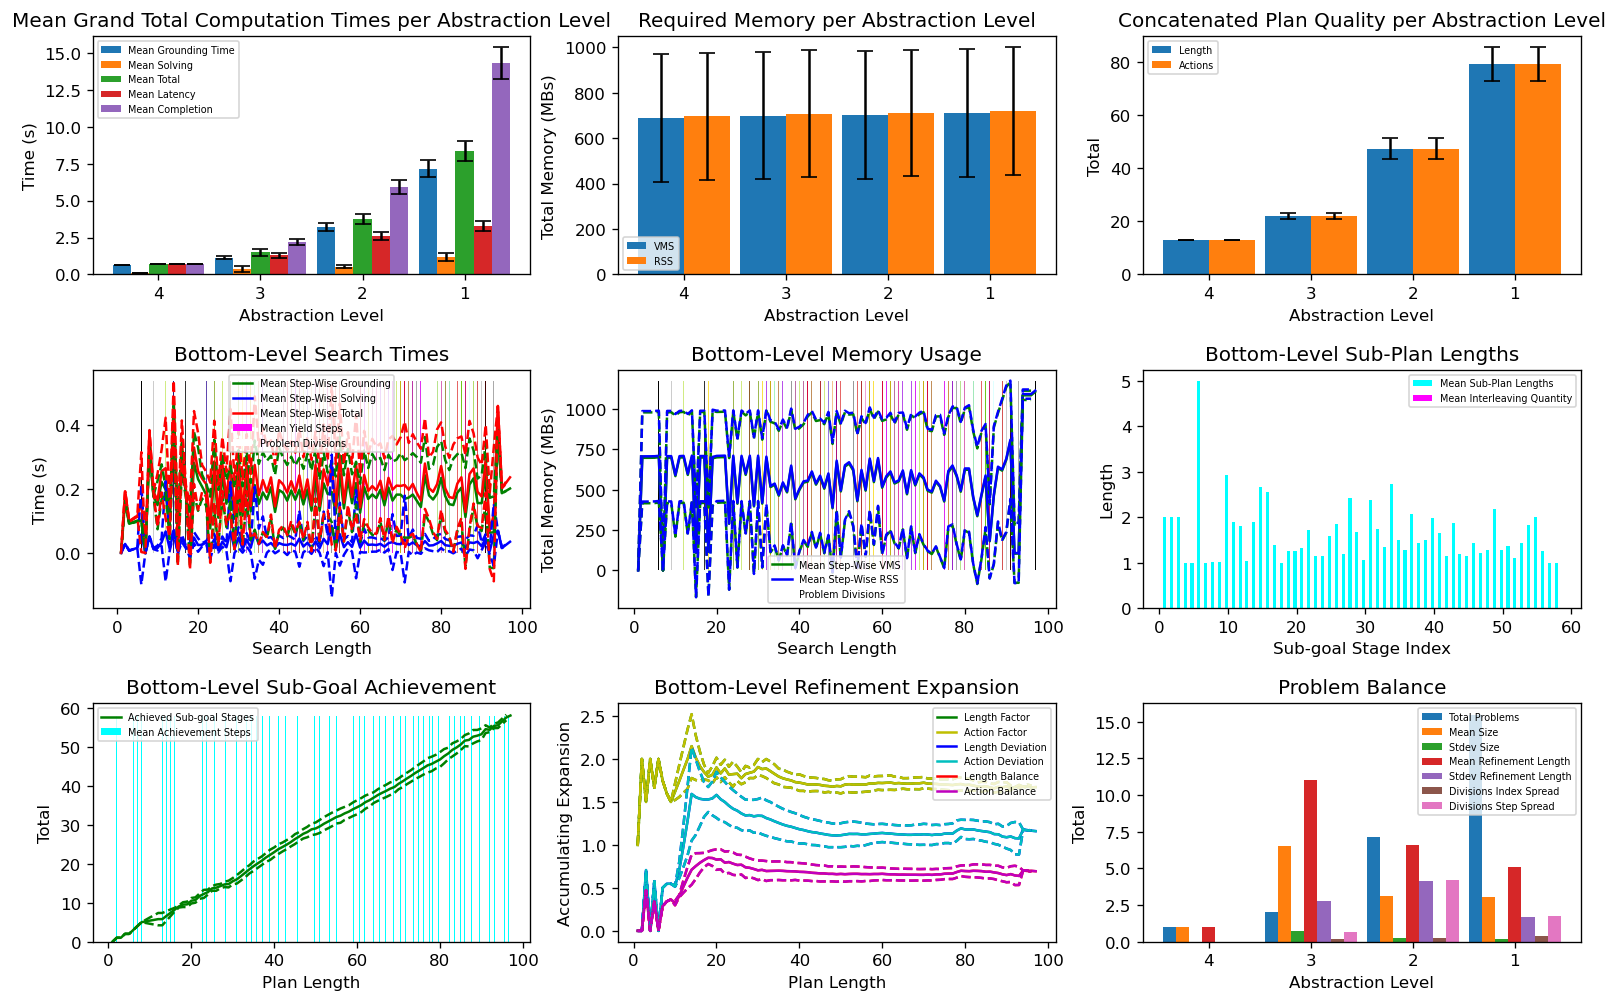 Mean Grand Total Computation Times per Abstraction Level
Time (s)
15.0
12.5
10.0
7.5
5.0
2.5
0.0
Mean Grounding Time
Mean Solving
Mean Total
Mean Latency
Mean Completion
4 3 2 1
Abstraction Level
Required Memory per Abstraction Level
Total Memory (MBs)
1000
800
600
400
200
0
VMS
RSS
4 3 2 1
Abstraction Level
Concatenated Plan Quality per Abstraction Level
Total
80
60
40
20
0
Length
Actions
4 3 2 1
Abstraction Level
Bottom-Level Search Times
Time (s)
0.4
0.2
0.0
Mean Step-Wise Grounding
Mean Step-Wise Solving
Mean Step-Wise Total
Mean Yield Steps
Problem Divisions
0 20 40 60 80 100
Search Length
Bottom-Level Memory Usage
Total Memory (MBs)
1000
750
500
250
0
Mean Step-Wise VMS
Mean Step-Wise RSS
Problem Divisions
0 20 40 60 80 100
Search Length
Bottom-Level Sub-Plan Lengths
Length
5
4
3
2
1
0
Mean Sub-Plan Lengths
Mean Interleaving Quantity
0 10 20 30 40 50 60
Sub-goal Stage Index
Bottom-Level Sub-Goal Achievement
Total
60
50
40
30
20
10
0
Achieved Sub-goal Stages
Mean Achievement Steps
0 20 40 60 80 100
Plan Length
Bottom-Level Refinement Expansion
Accumulating Expansion
2.5
2.0
1.5
1.0
0.5
0.0
Length Factor
Action Factor
Length Deviation
Action Deviation
Length Balance
Action Balance
0 20 40 60 80 100
Plan Length
Problem Balance
Total
15.0
12.5
10.0
7.5
5.0
2.5
0.0
Total Problems
Mean Size
Stdev Size
Mean Refinement Length
Stdev Refinement Length
Divisions Index Spread
Divisions Step Spread
4 3 2 1
Abstraction Level